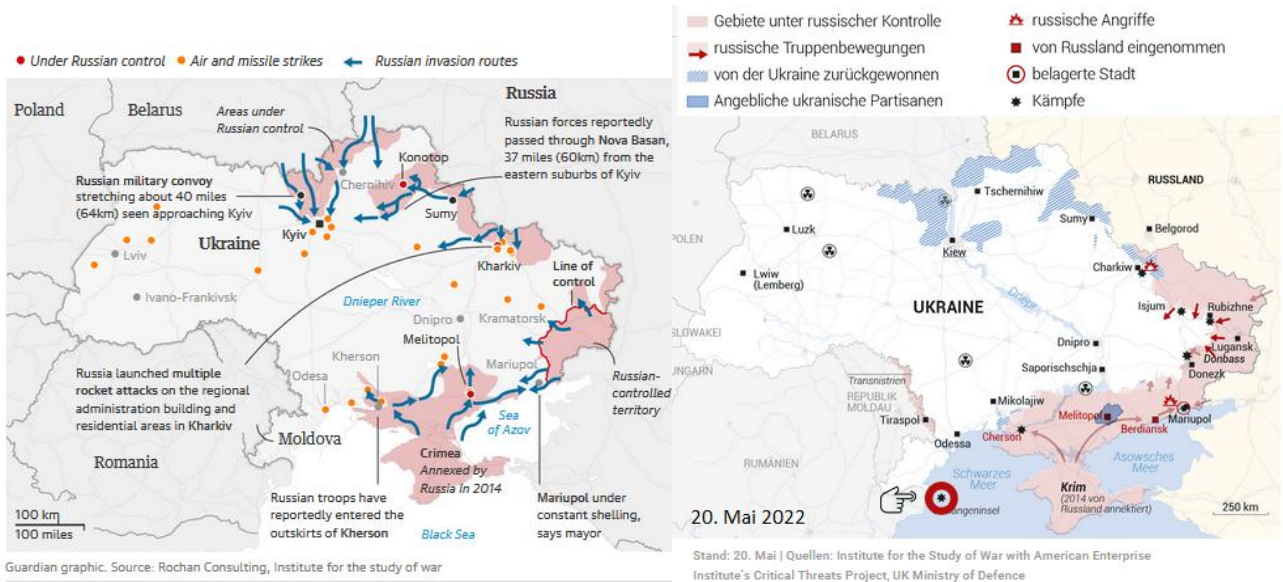 Under Russian control
Air and missile strikes
Russian invasion routes
Poland
Belarus
Areas under
Russian control
Russia
Russian forces reportedly
passed through Nova Basan,
37 miles (60km) from the
eastern suburbs of Kyiv
Konotop
Chernihiv
Russian military convoy
stretching about 40 miles
(64km) seen approaching Kyiv
Sumy
Kyiv
Ukraine
Lviv
Kharkiv
Line of
control
Ivano-Frankivsk
Dnieper River
Dnipro
Kramatorsk
Melitopol
Kherson
Mariupol
Russia launched multiple
rocket attacks on the regional
administration building and
residential areas in Kharkiv
Odesa
Russian-
controlled
territory
Moldova
Sea
of Azov
Romania
Crimea
Annexed by
Russia in 2014
Russian troops have
reportedly entered the
outskirts of Kherson
Mariupol under
constant shelling,
says mayor
100 km
100 miles
Black Sea
Guardian graphic. Source: Rochan Consulting, Institute for the study of war
Gebiete unter russischer Kontrolle
russische Angriffe
russische Truppenbewegungen
von Russland eingenommen
von der Ukraine zurückgewonnen
belagerte Stadt
Angebliche ukranische Partisanen
Kämpfe
BELARUS
RUSSLAND
Tschernihiw
Sumy
Belgorod
POLEN
Luzk
Kiew
Charkiw
Lwiw
(Lemberg)
Isjum
Rubizhne
UKRAINE
Dnipro
SLOWAKEI
Lugansk
Donbass
Dnipro
Donezk
UNGARN
Saporischschja
Transnistrien
REPUBLIK
MOLDAU
Mikolajiw
Melitopol
Mariupol
Tiraspol
Berdiansk
Odessa
Cherson
RUMÄNIEN
Schwarzes
Meer
Asowsches
Meer
Krim
(2014 von
Russland annektiert)
angeninsel
250 km
20. Mai 2022
Stand: 20. Mai | Quellen: Institute for the Study of War with American Enterprise
Institute's Critical Threats Project, UK Ministry of Defence